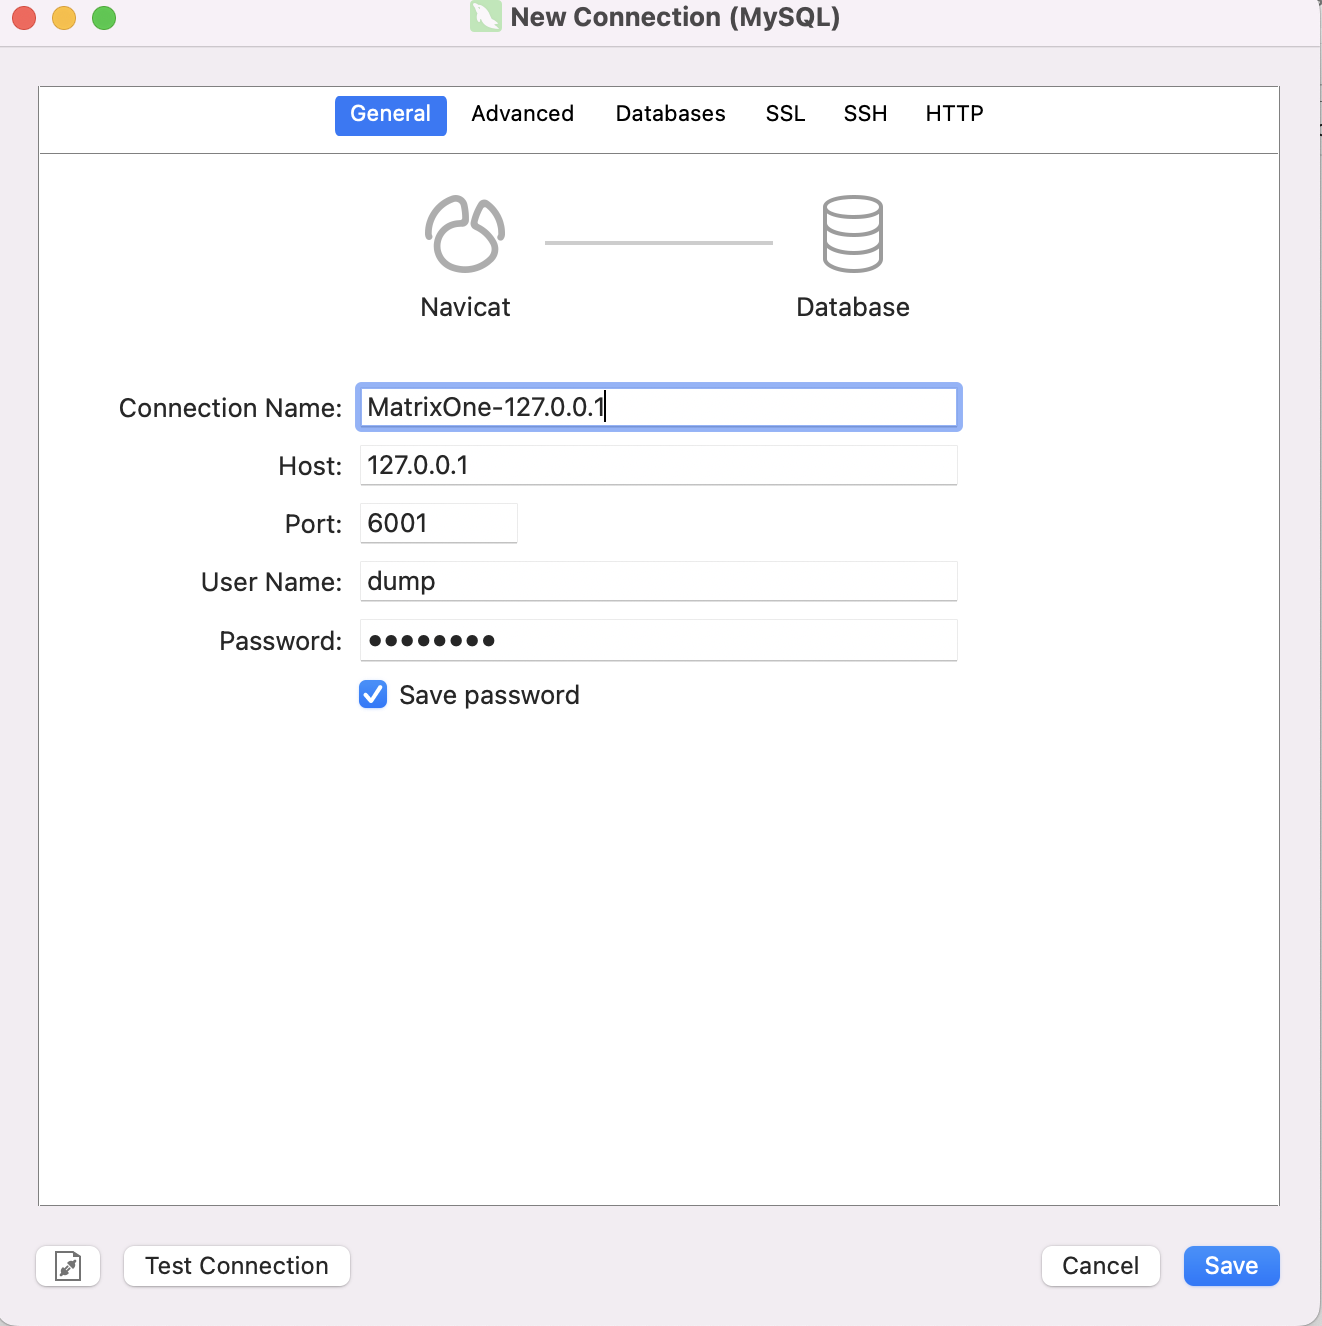 New Connection (MySQL)
General Advanced Databases SSL SSH HTTP
Navicat Database
Connection Name: MatrixOne-127.0.0.1
Host: 127.0.0.1
Port: 6001
User Name: dump
Password: ●●●●●●●●
Save password
Test Connection Cancel Save